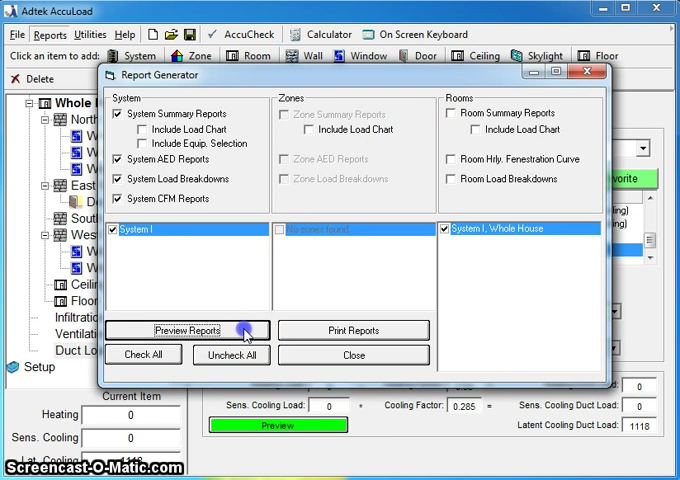 Adtek AccuLoad
File Reports Utilities Help AccuCheck Calculator On Screen Keyboard
Click an item to add: System Zone Room Wall Window Door Ceiling Skylight Floor
Delete
Report Generator
System
System Summary Reports
Include Load Chart
Include Equip. Selection
System AED Reports
System Load Breakdowns
System CFM Reports
Zones
Zone Summary Reports
Include Load Chart
Zone AED Reports
Zone Load Breakdowns
Rooms
Room Summary Reports
Include Load Chart
Room Hrly. Fenestration Curve
Room Load Breakdowns
System I
No zones found.
System I, Whole House
Preview Reports
Print Reports
Check All
Uncheck All
Close
Whole
North
W
W
W
East
D
South
West
W
W
Ceilin
Floor
Infiltratio
Ventilati
Duct Lo
Setup
vorite
ng)
ng)
Current Item
Heating 0
Sens. Cooling 0
Lat. Cooling 1118
0
Sens. Cooling Load: 0 * Cooling Factor: 0.285 = Sens. Cooling Duct Load: 0
Preview
Latent Cooling Duct Load: 1118
Screencast-O-Matic.com